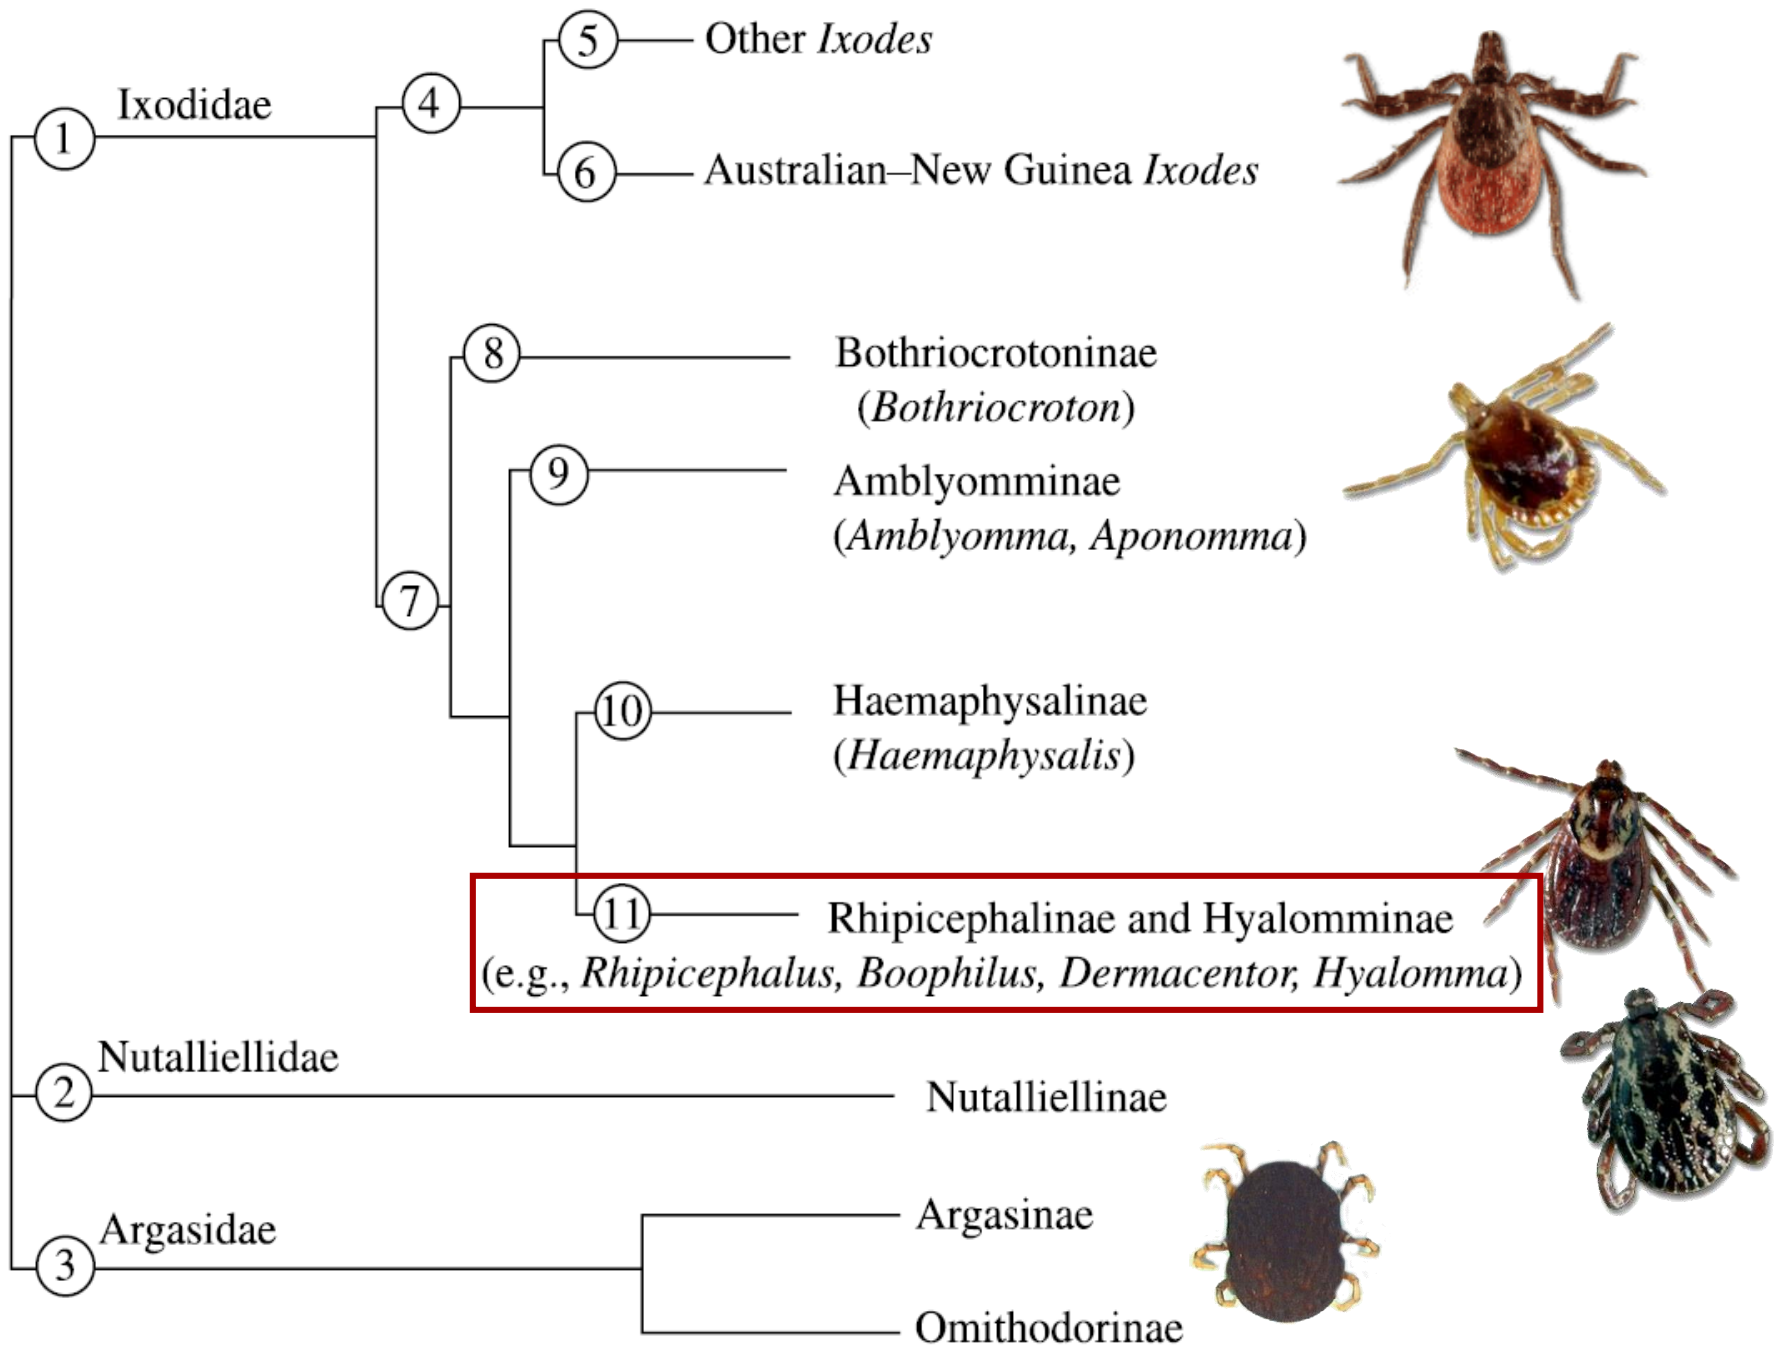 5 Other Ixodes
Ixodidae
4
1
6 Australian–New Guinea Ixodes
8 Bothriocrotoninae
(Bothriocroton)
9 Amblyomminae
(Amblyomma, Aponomma)
7
10 Haemaphysalinae
(Haemaphysalis)
11 Rhipicephalinae and Hyalomminae
(e.g., Rhipicephalus, Boophilus, Dermacentor, Hyalomma)
Nutalliellidae
2 Nutalliellinae
Argasinae
Argasidae
3
Omithodorinae